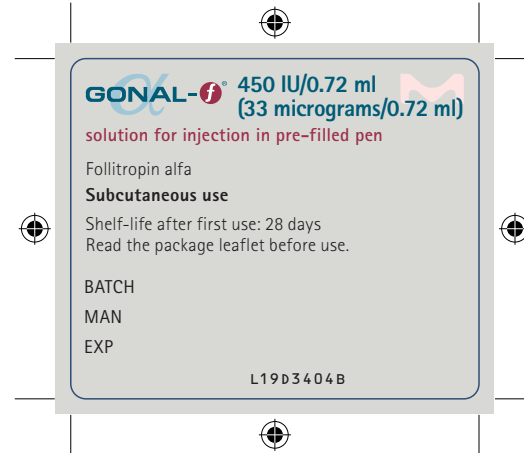 GONAL-f® 450 IU/0.72 ml
(33 micrograms/0.72 ml)
solution for injection in pre-filled pen
Follitropin alfa
Subcutaneous use
Shelf-life after first use: 28 days
Read the package leaflet before use.
BATCH
MAN
EXP
L19D3404B